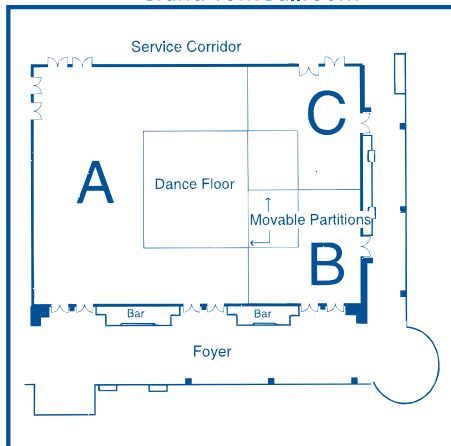 Service Corridor
C
A
Dance Floor
Movable Partitions
B
Bar
Bar
Foyer